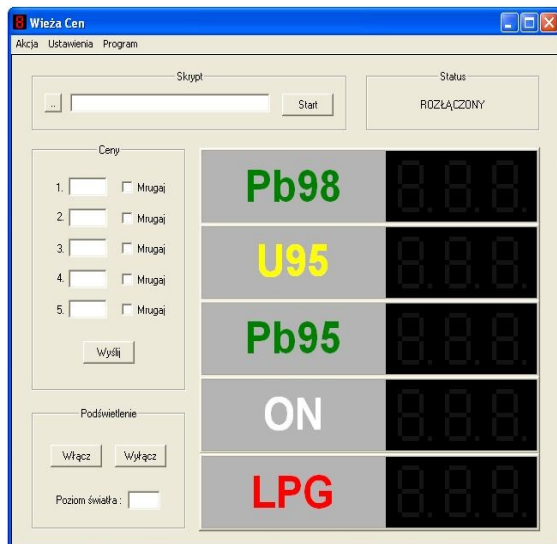 Wieża Cen
Akcja Ustawienia Program
Skrypt
.. Start
Status
ROZŁĄCZONY
Ceny
1. Mrugaj
2. Mrugaj
3. Mrugaj
4. Mrugaj
5. Mrugaj
Wyślij
Podświetlenie
Włącz Wyłącz
Poziom światła :
Pb98
U95
Pb95
ON
LPG